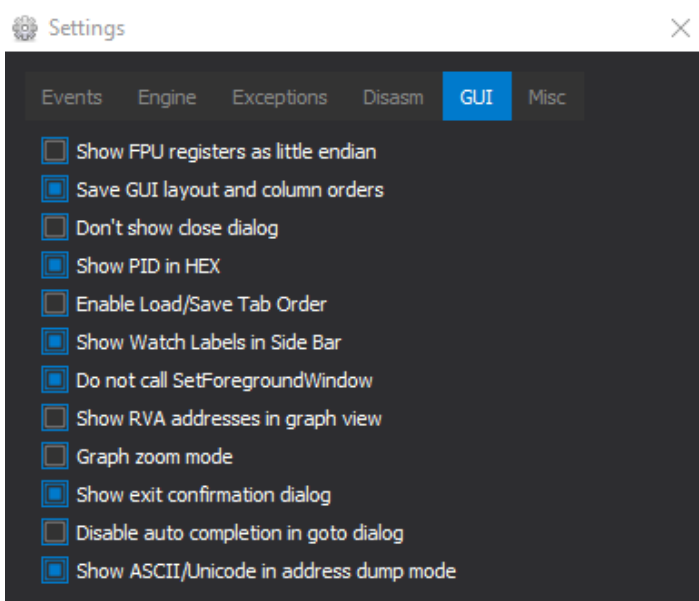 Settings
Events Engine Exceptions Disasm GUI Misc
Show FPU registers as little endian
Save GUI layout and column orders
Don't show close dialog
Show PID in HEX
Enable Load/Save Tab Order
Show Watch Labels in Side Bar
Do not call SetForegroundWindow
Show RVA addresses in graph view
Graph zoom mode
Show exit confirmation dialog
Disable auto completion in goto dialog
Show ASCII/Unicode in address dump mode